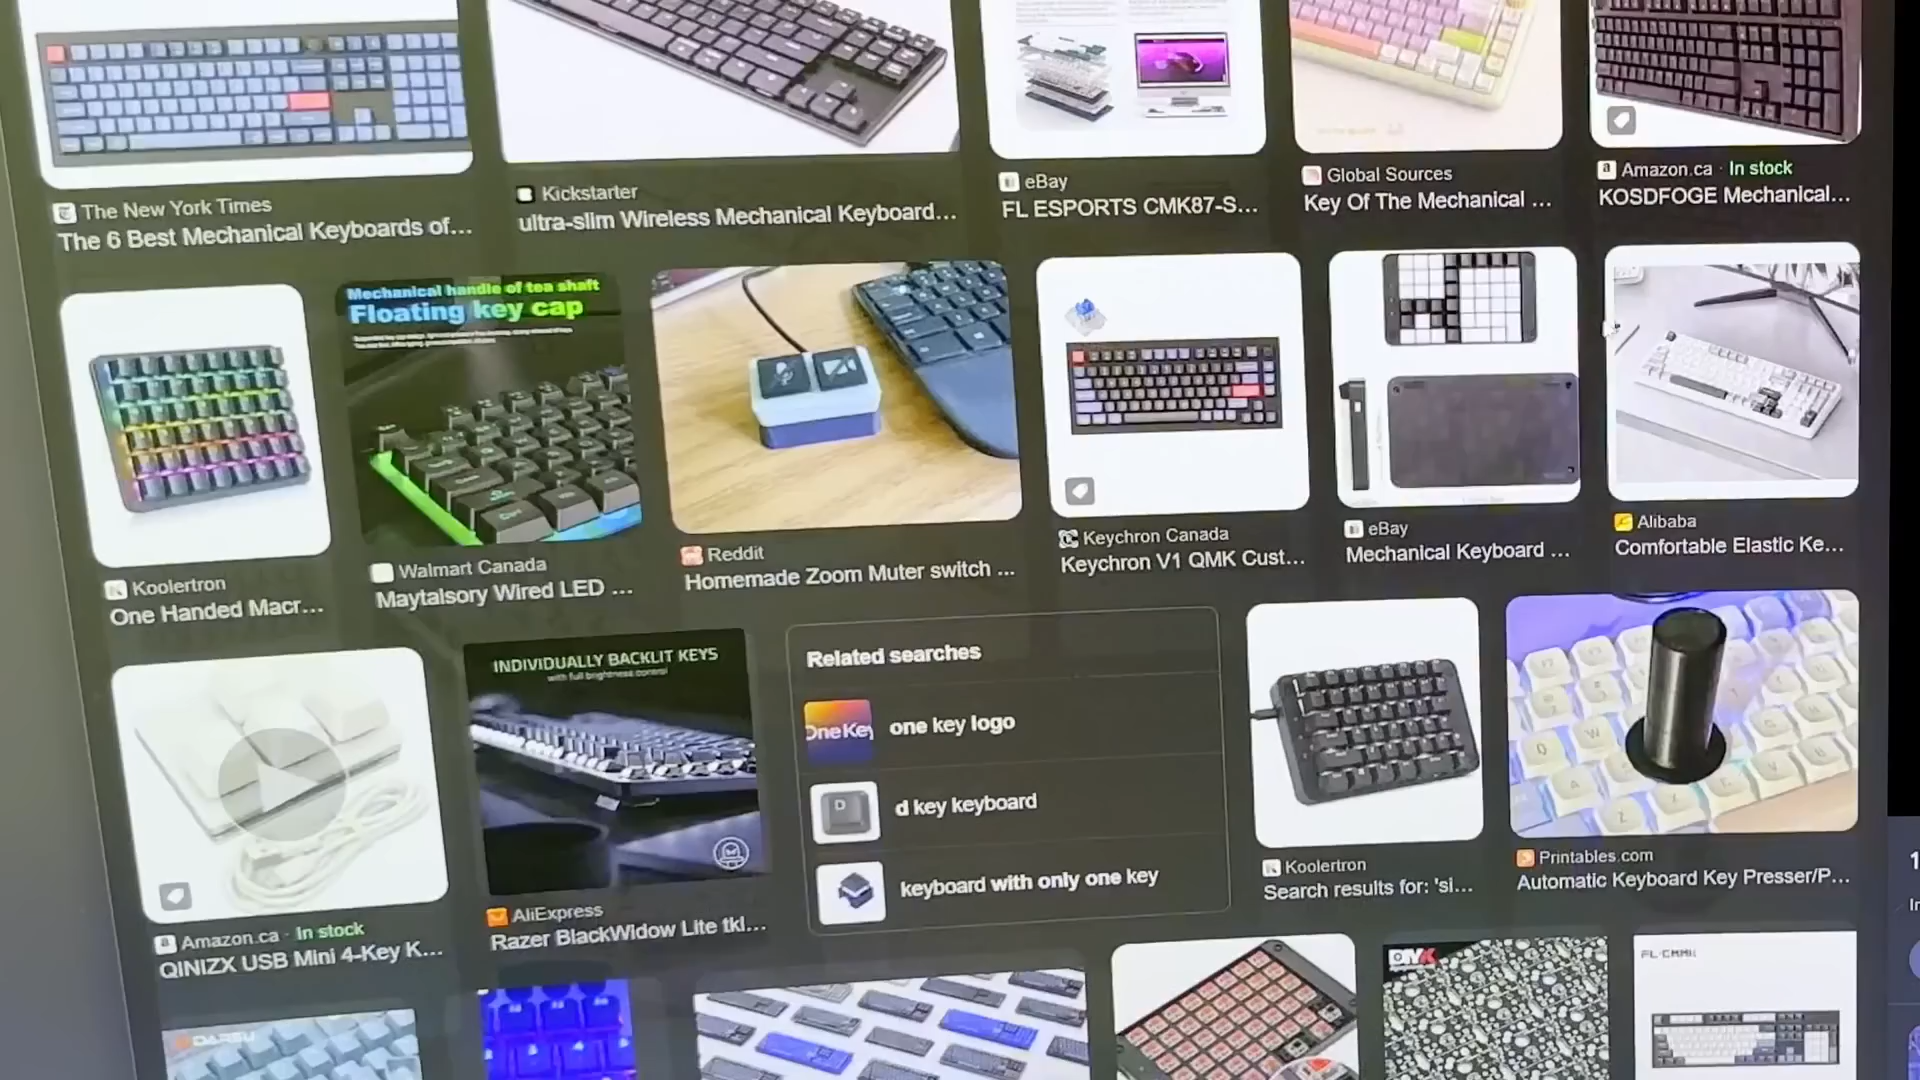 The New York Times
The 6 Best Mechanical Keyboards of...
Kickstarter
ultra-slim Wireless Mechanical Keyboard...
eBay
FL ESPORTS CMK87-S...
Global Sources
Key Of The Mechanical ...
Amazon.ca · In stock
KOSDFOGE Mechanical...
Mechanical handle of tea shaft
Floating key cap
Koolertron
One Handed Macr...
Walmart Canada
Maytalsory Wired LED ...
Reddit
Homemade Zoom Muter switch ...
Keychron Canada
Keychron V1 QMK Cust...
eBay
Mechanical Keyboard ...
Alibaba
Comfortable Elastic Ke...
INDIVIDUALLY BACKLIT KEYS
with full brightness control
Related searches
OneKey
one key logo
D
d key keyboard
keyboard with only one key
Q
W
A
Z
Amazon.ca · In stock
QINIZX USB Mini 4-Key K...
AliExpress
Razer BlackWidow Lite tkl...
Koolertron
Search results for: 'si...
Printables.com
Automatic Keyboard Key Presser/P...